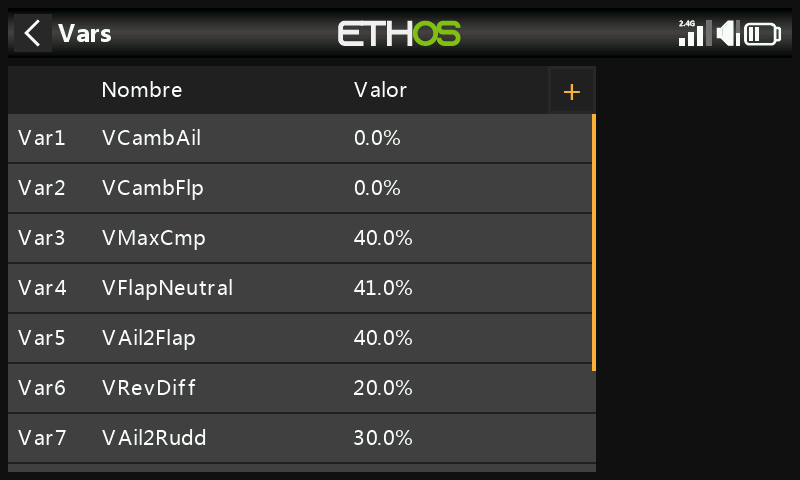 Vars
ETHOS
2.4G
Nombre Valor +
Var1 VCambAil 0.0%
Var2 VCambFlp 0.0%
Var3 VMaxCmp 40.0%
Var4 VFlapNeutral 41.0%
Var5 VAil2Flap 40.0%
Var6 VRevDiff 20.0%
Var7 VAil2Rudd 30.0%